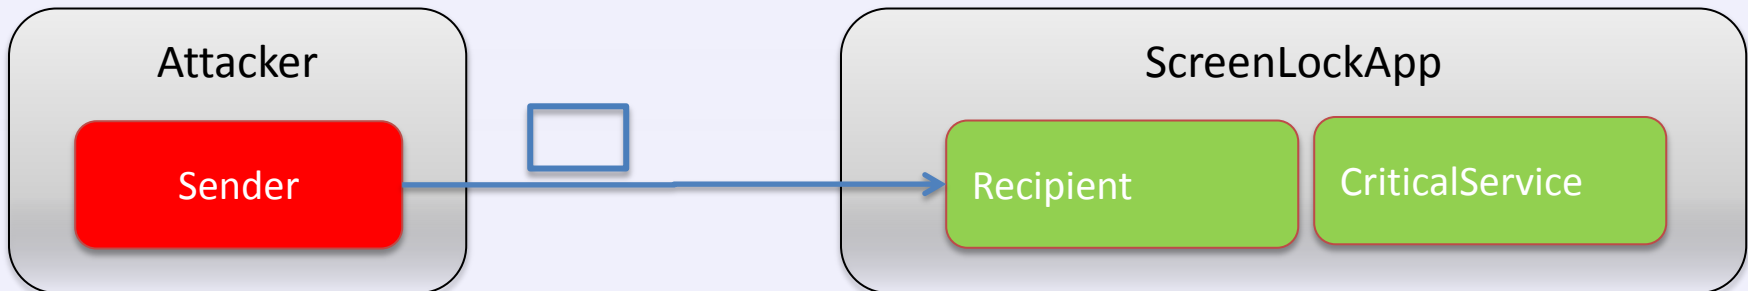 Attacker
ScreenLockApp
Sender
Recipient
CriticalService